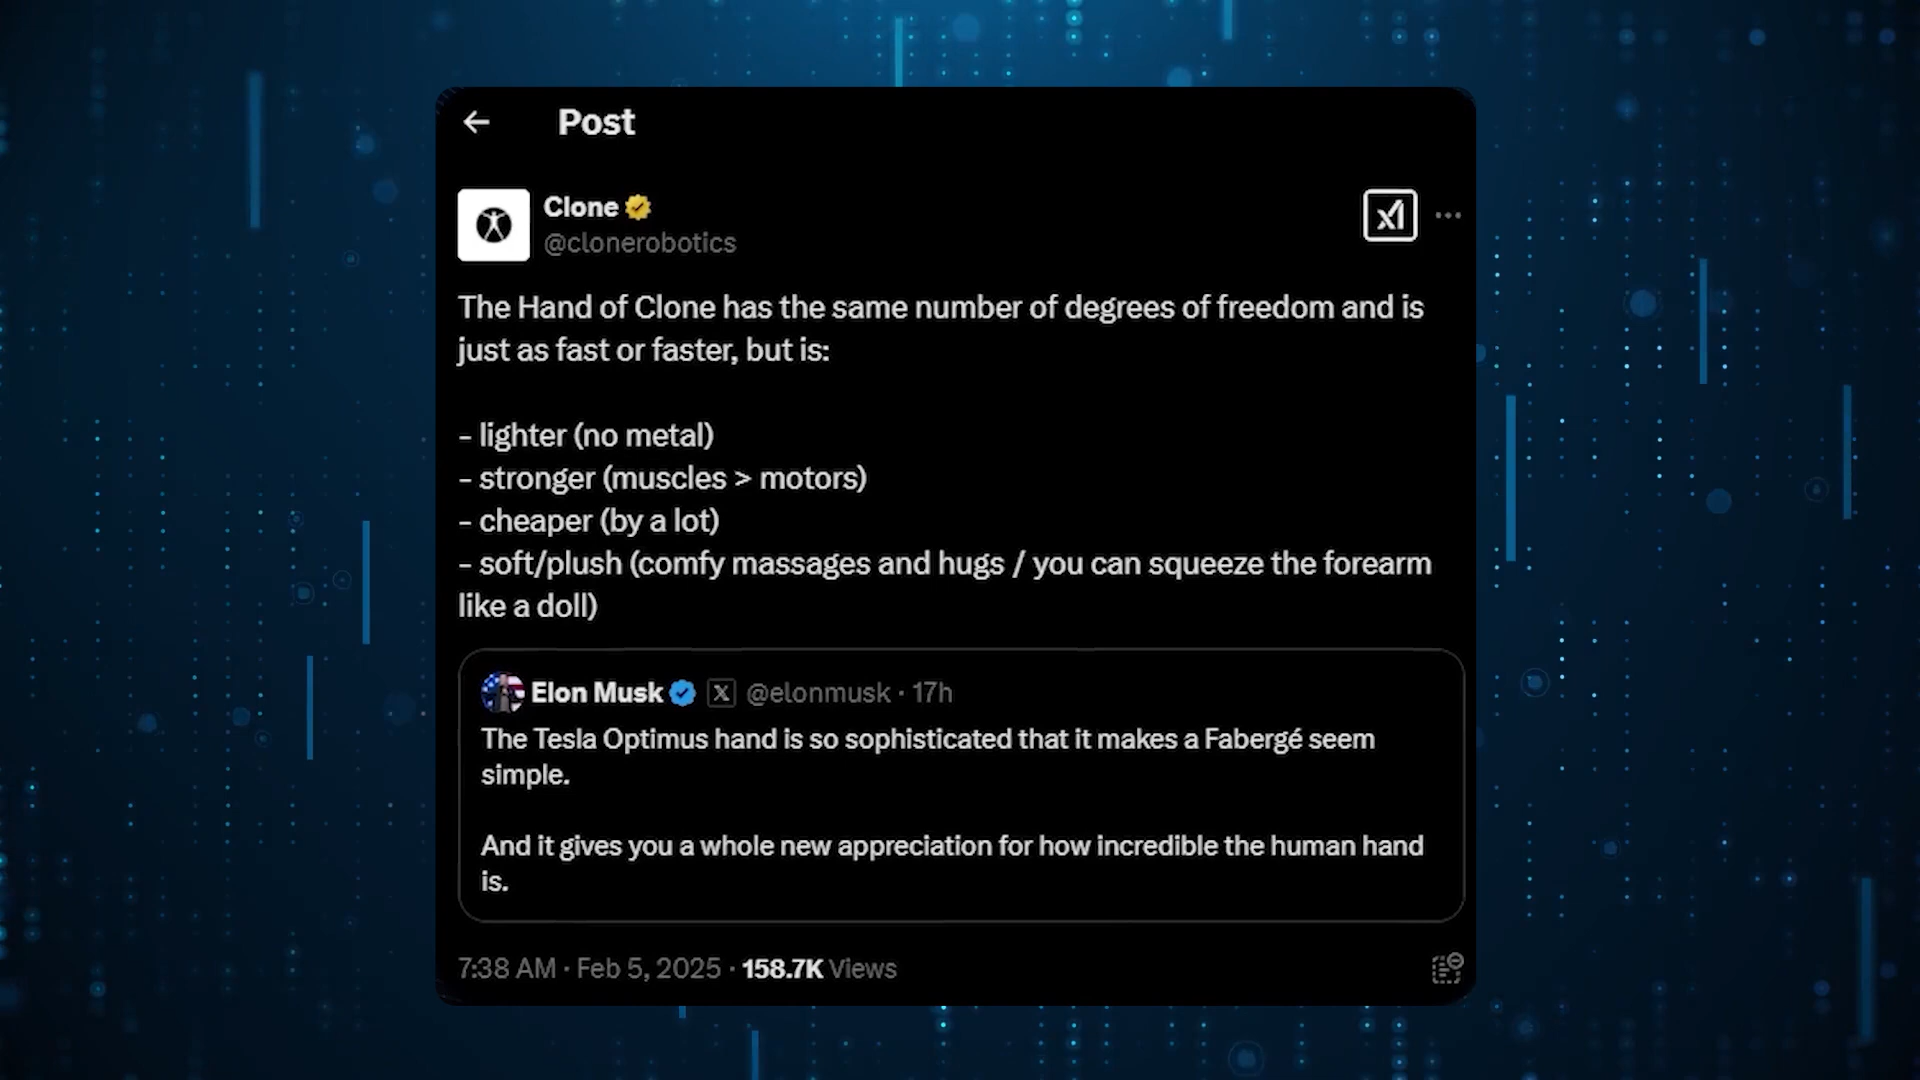 Post
Clone
@clonerobotics
The Hand of Clone has the same number of degrees of freedom and is
just as fast or faster, but is:
- lighter (no metal)
- stronger (muscles > motors)
- cheaper (by a lot)
- soft/plush (comfy massages and hugs / you can squeeze the forearm
like a doll)
Elon Musk X @elonmusk · 17h
The Tesla Optimus hand is so sophisticated that it makes a Fabergé seem
simple.
And it gives you a whole new appreciation for how incredible the human hand
is.
7:38 AM · Feb 5, 2025 · 158.7K Views